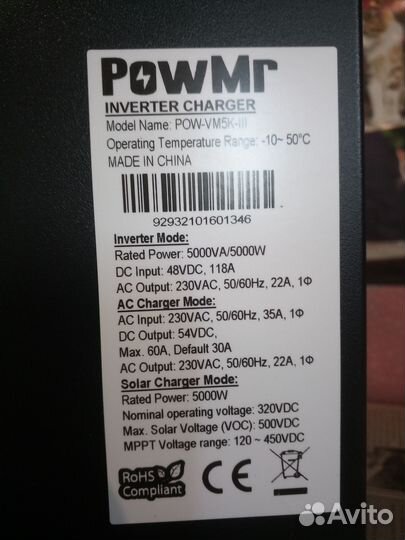 PowMr
INVERTER CHARGER
Model Name: POW-VM5K-III
Operating Temperature Range: -10~ 50°C
MADE IN CHINA
92932101601346
Inverter Mode:
Rated Power: 5000VA/5000W
DC Input: 48VDC, 118A
AC Output: 230VAC, 50/60Hz, 22A, 1Φ
AC Charger Mode:
AC Input: 230VAC, 50/60Hz, 35A, 1Φ
DC Output: 54VDC,
Max. 60A, Default 30A
AC Output: 230VAC, 50/60Hz, 22A, 1Φ
Solar Charger Mode:
Rated Power: 5000W
Nominal operating voltage: 320VDC
Max. Solar Voltage (VOC): 500VDC
MPPT Voltage range: 120 ~ 450VDC
RoHS
Compliant
CE
Avito